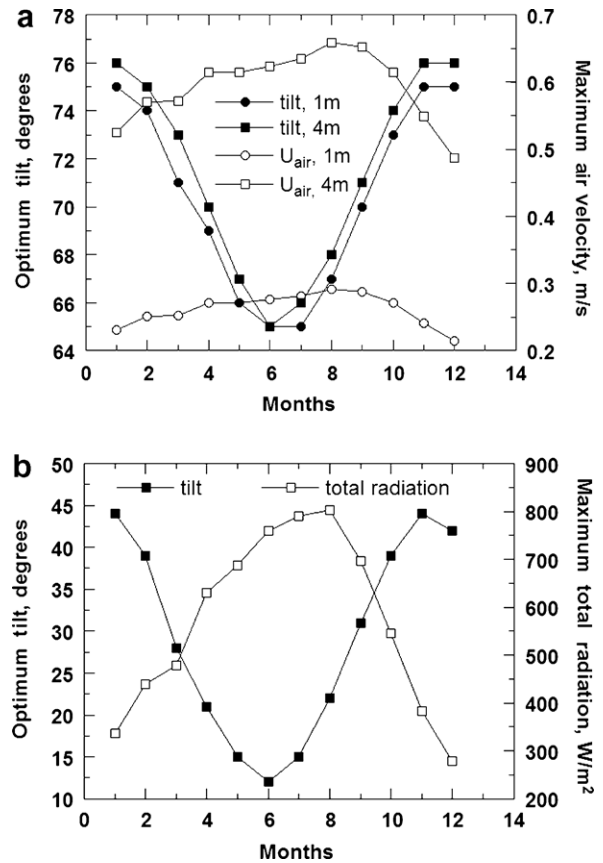 a
78
76
74
72
70
68
66
64
Optimum tilt, degrees
tilt, 1m
tilt, 4m
Uair, 1m
Uair, 4m
0.7
0.6
0.5
0.4
0.3
0.2
Maximum air velocity, m/s
0 2 4 6 8 10 12 14
Months
b
50
45
40
35
30
25
20
15
10
Optimum tilt, degrees
tilt
total radiation
900
800
700
600
500
400
300
200
Maximum total
radiation, W/m²
0 2 4 6 8 10 12 14
Months